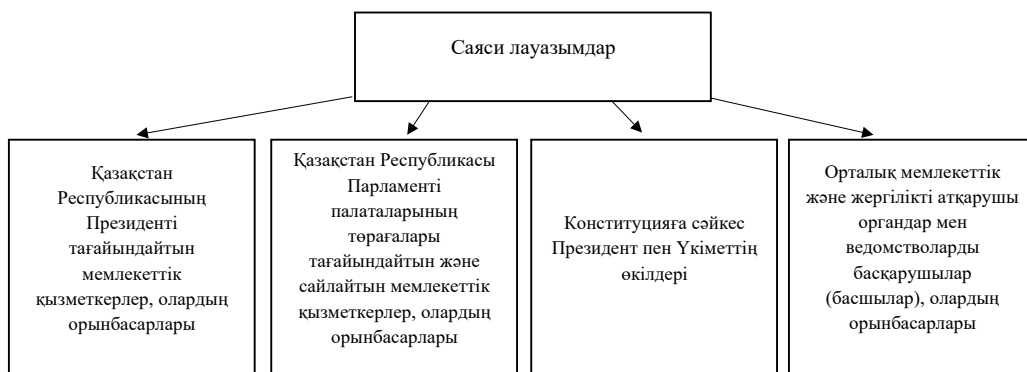 Саяси лауазымдар
Қазақстан
Республикасының
Президенті
тағайындайтын
мемлекеттік
қызметкерлер, олардың
орынбасарлары
Қазақстан Республикасы
Парламенті
палаталарының
төрағалары
тағайындайтын және
сайлайтын мемлекеттік
қызметкерлер, олардың
орынбасарлары
Конституцияға сәйкес
Президент пен Үкіметтің
өкілдері
Орталық мемлекеттік
және жергілікті атқарушы
органдар мен
ведомстволарды
басқарушылар
(басшылар), олардың
орынбасарлары